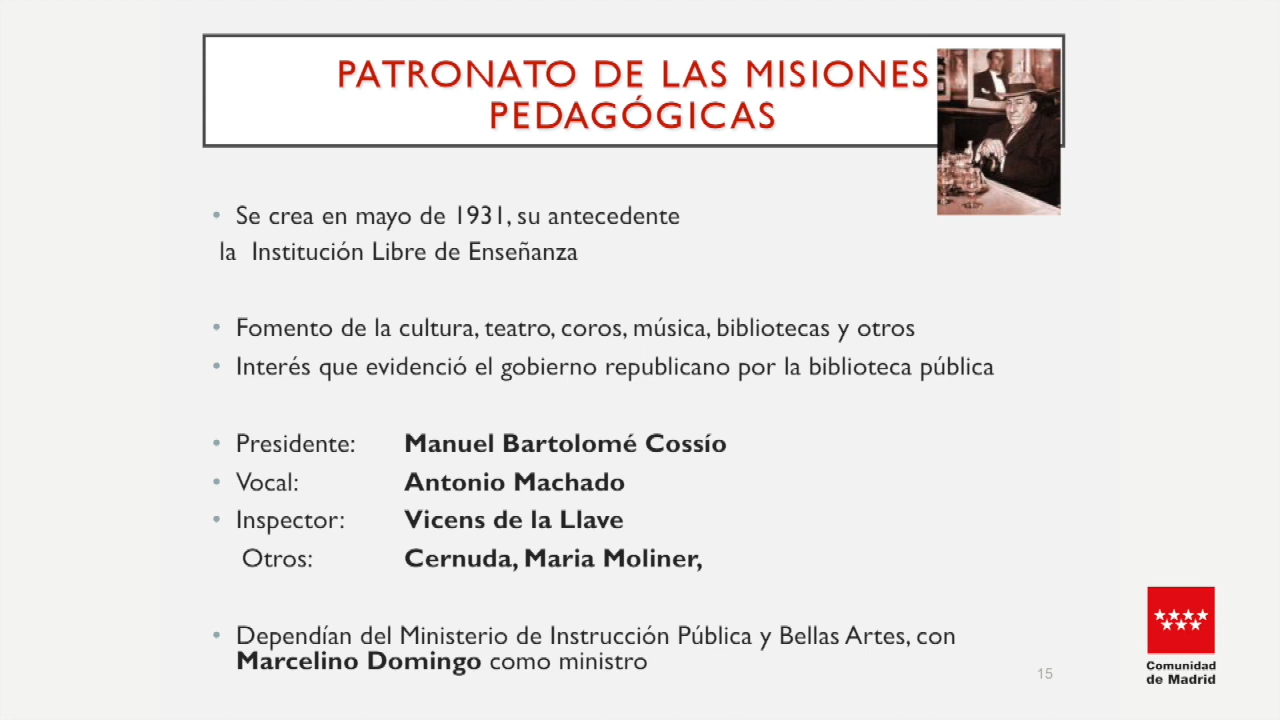 PATRONATO DE LAS MISIONES
PEDAGÓGICAS
• Se crea en mayo de 1931, su antecedente
la Institución Libre de Enseñanza
• Fomento de la cultura, teatro, coros, música, bibliotecas y otros
• Interés que evidenció el gobierno republicano por la biblioteca pública
• Presidente: Manuel Bartolomé Cossío
• Vocal: Antonio Machado
• Inspector: Vicens de la Llave
Otros: Cernuda, Maria Moliner,
• Dependían del Ministerio de Instrucción Pública y Bellas Artes, con
Marcelino Domingo como ministro
15
Comunidad
de Madrid